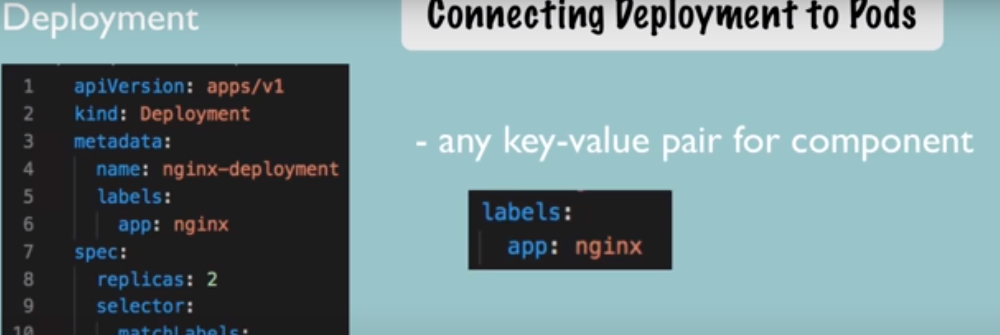 Deployment
Connecting Deployment to Pods
1 apiVersion: apps/v1
2 kind: Deployment
3 metadata:
4 name: nginx-deployment
5 labels:
6 app: nginx
7 spec:
8 replicas: 2
9 selector:
10 matchLabels:
- any key-value pair for component
labels:
app: nginx